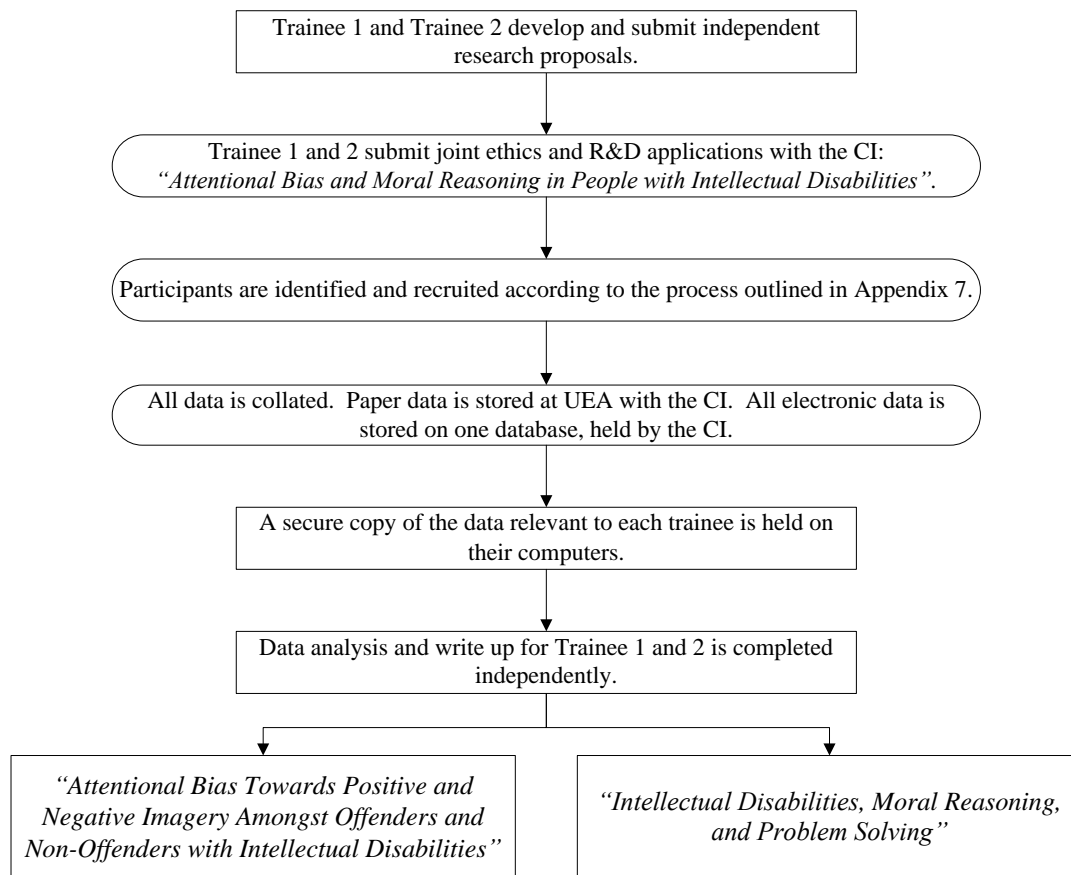 Trainee 1 and Trainee 2 develop and submit independent
research proposals.
Trainee 1 and 2 submit joint ethics and R&D applications with the CI:
“Attentional Bias and Moral Reasoning in People with Intellectual Disabilities”.
Participants are identified and recruited according to the process outlined in Appendix 7.
All data is collated.  Paper data is stored at UEA with the CI.  All electronic data is
stored on one database, held by the CI.
A secure copy of the data relevant to each trainee is held on
their computers.
Data analysis and write up for Trainee 1 and 2 is completed
independently.
“Attentional Bias Towards Positive and
Negative Imagery Amongst Offenders and
Non-Offenders with Intellectual Disabilities”
“Intellectual Disabilities, Moral Reasoning,
and Problem Solving”